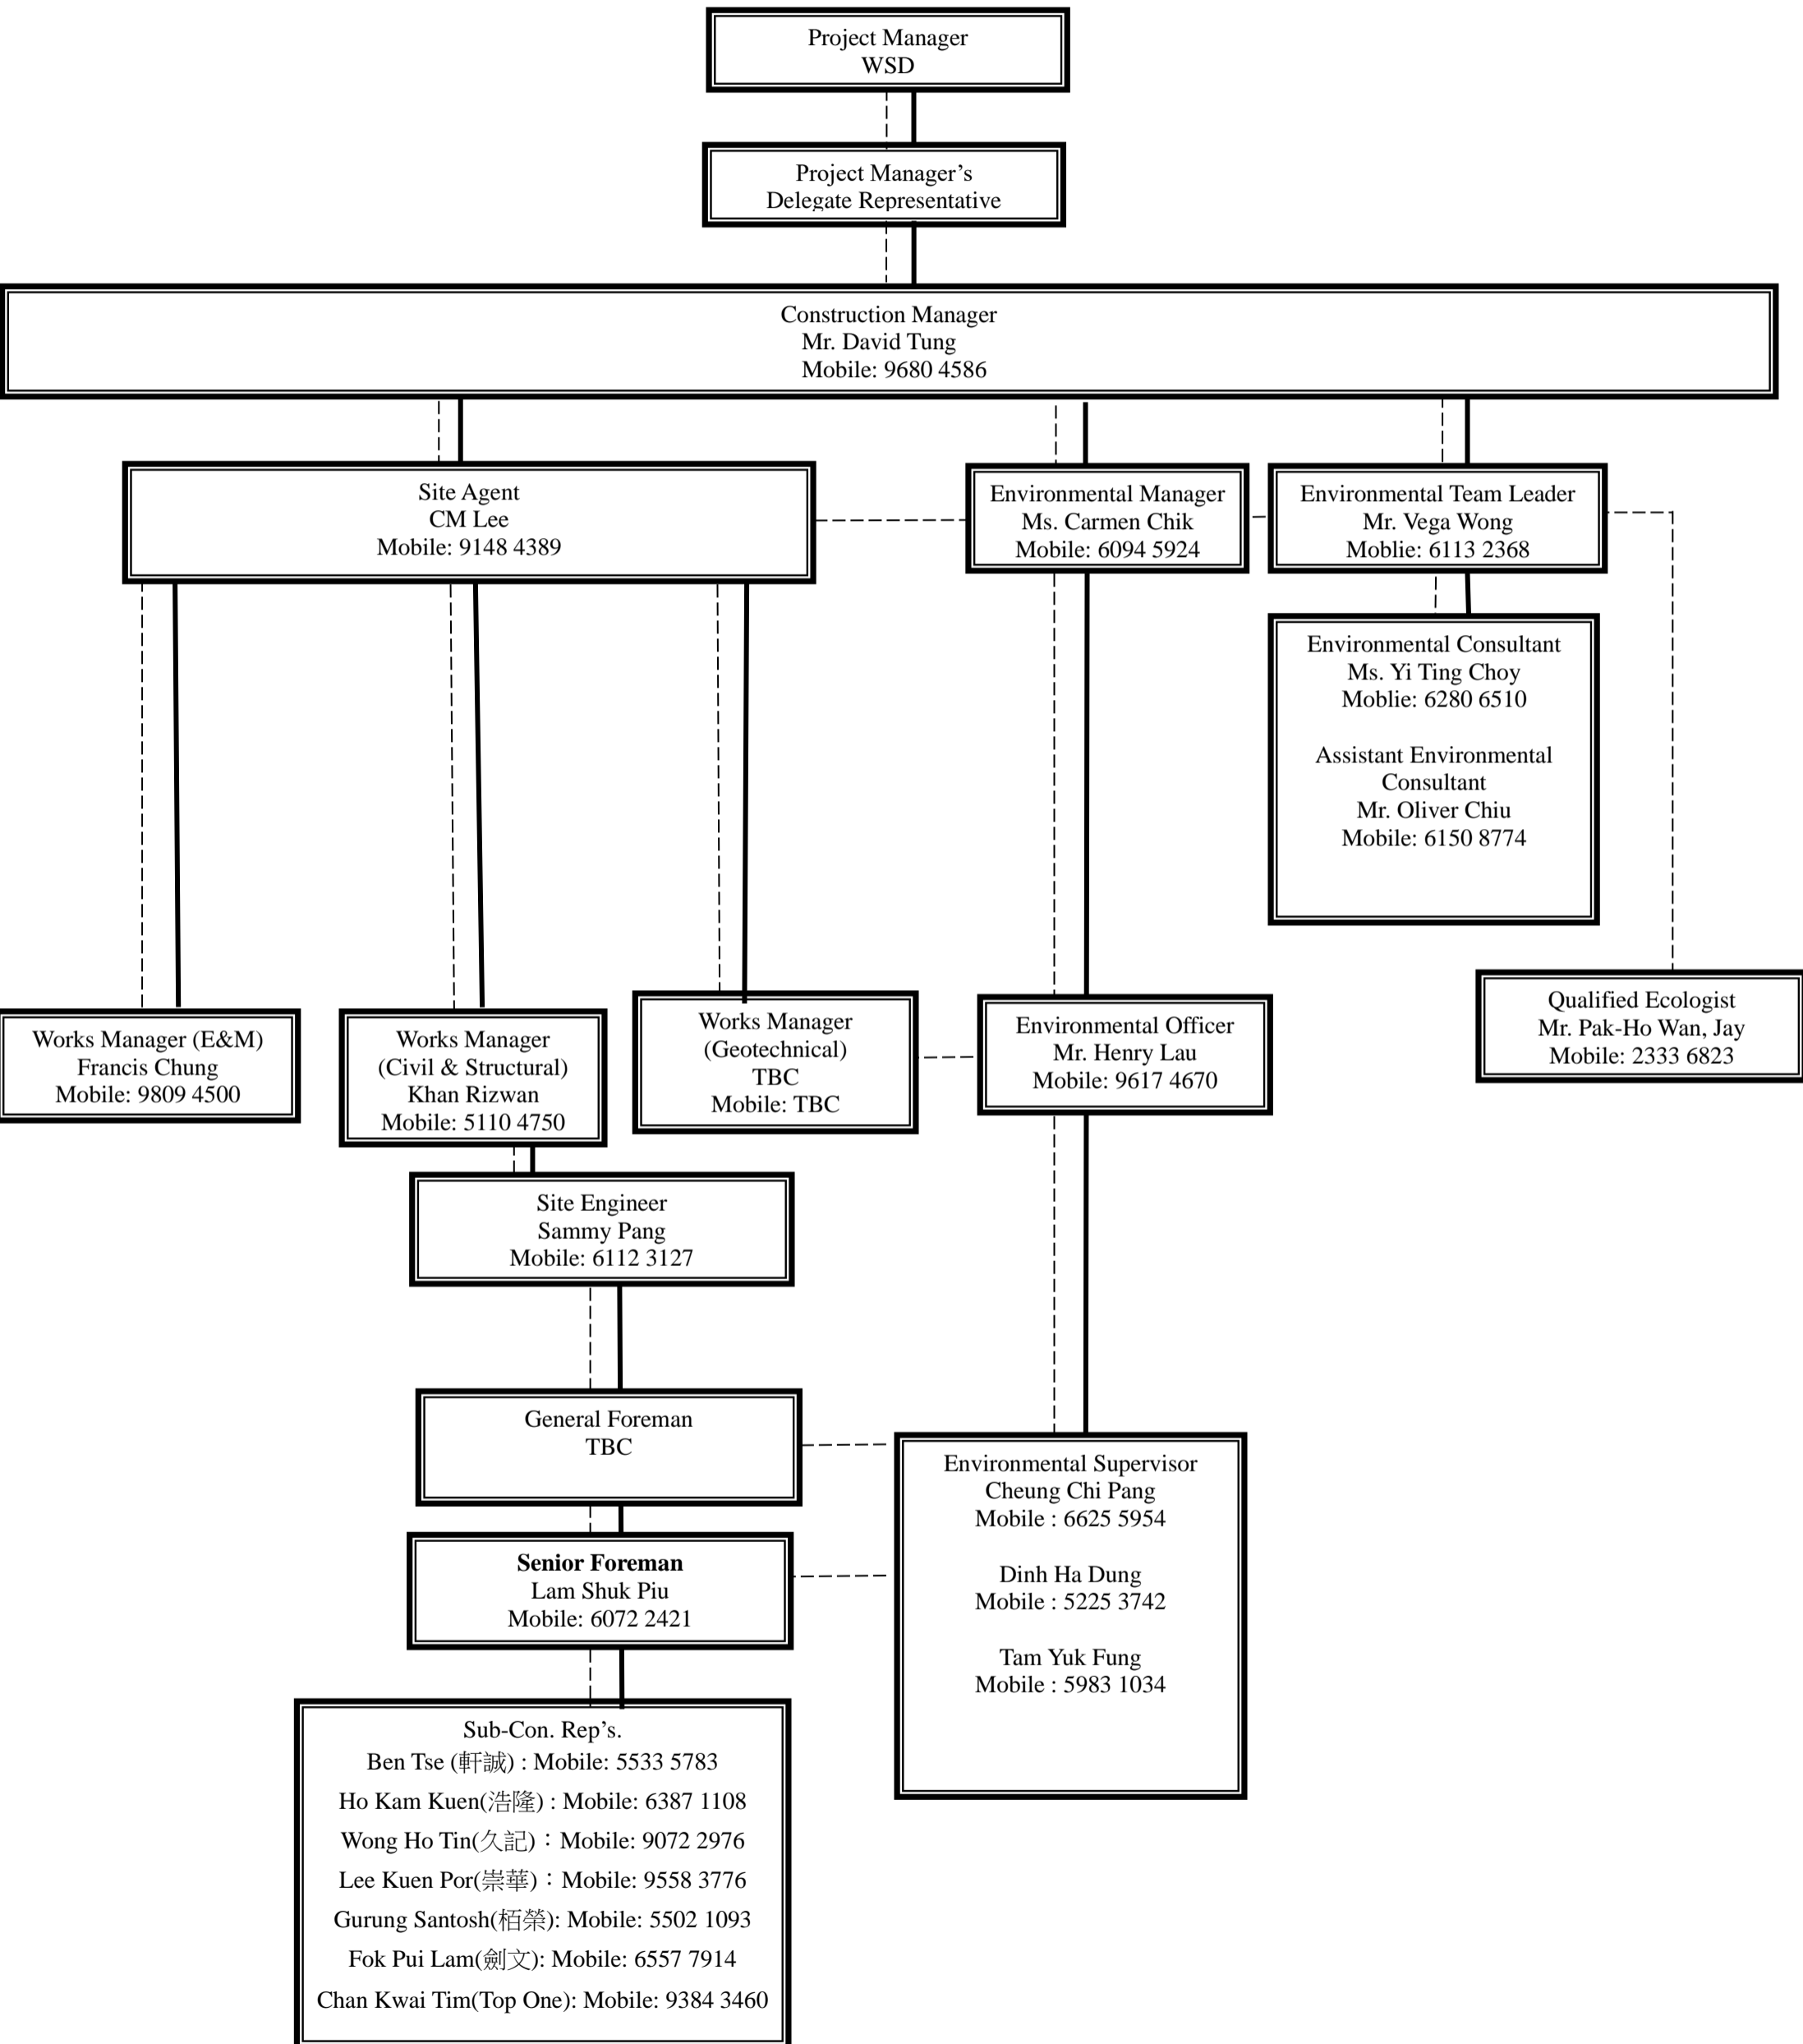 Project Manager
WSD
Project Manager’s
Delegate Representative
Construction Manager
Mr. David Tung
Mobile: 9680 4586
Site Agent
CM Lee
Mobile: 9148 4389
Environmental Manager
Ms. Carmen Chik
Mobile: 6094 5924
Environmental Team Leader
Mr. Vega Wong
Moblie: 6113 2368
Environmental Consultant
Ms. Yi Ting Choy
Moblie: 6280 6510
Assistant Environmental
Consultant
Mr. Oliver Chiu
Mobile: 6150 8774
Works Manager (E&M)
Francis Chung
Mobile: 9809 4500
Works Manager
(Civil & Structural)
Khan Rizwan
Mobile: 5110 4750
Works Manager
(Geotechnical)
TBC
Mobile: TBC
Environmental Officer
Mr. Henry Lau
Mobile: 9617 4670
Qualified Ecologist
Mr. Pak-Ho Wan, Jay
Mobile: 2333 6823
Site Engineer
Sammy Pang
Mobile: 6112 3127
General Foreman
TBC
Environmental Supervisor
Cheung Chi Pang
Mobile : 6625 5954
Dinh Ha Dung
Mobile : 5225 3742
Tam Yuk Fung
Mobile : 5983 1034
Senior Foreman
Lam Shuk Piu
Mobile: 6072 2421
Sub-Con. Rep’s.
Ben Tse (軒誠) : Mobile: 5533 5783
Ho Kam Kuen(浩隆) : Mobile: 6387 1108
Wong Ho Tin(久記)：Mobile: 9072 2976
Lee Kuen Por(崇華)：Mobile: 9558 3776
Gurung Santosh(栢榮): Mobile: 5502 1093
Fok Pui Lam(劍文): Mobile: 6557 7914
Chan Kwai Tim(Top One): Mobile: 9384 3460